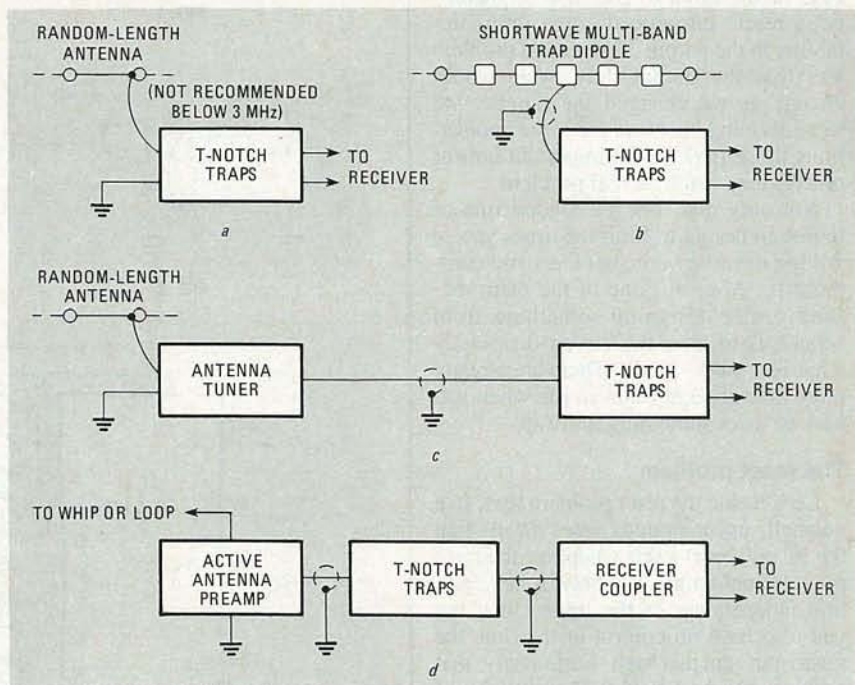 RANDOM-LENGTH
ANTENNA
(NOT RECOMMENDED
BELOW 3 MHz)
T-NOTCH
TRAPS
TO
RECEIVER
a
SHORTWAVE MULTI-BAND
TRAP DIPOLE
T-NOTCH
TRAPS
TO
RECEIVER
b
RANDOM-LENGTH
ANTENNA
ANTENNA
TUNER
T-NOTCH
TRAPS
TO
RECEIVER
c
TO WHIP OR LOOP
ACTIVE
ANTENNA
PREAMP
T-NOTCH
TRAPS
RECEIVER
COUPLER
TO
RECEIVER
d